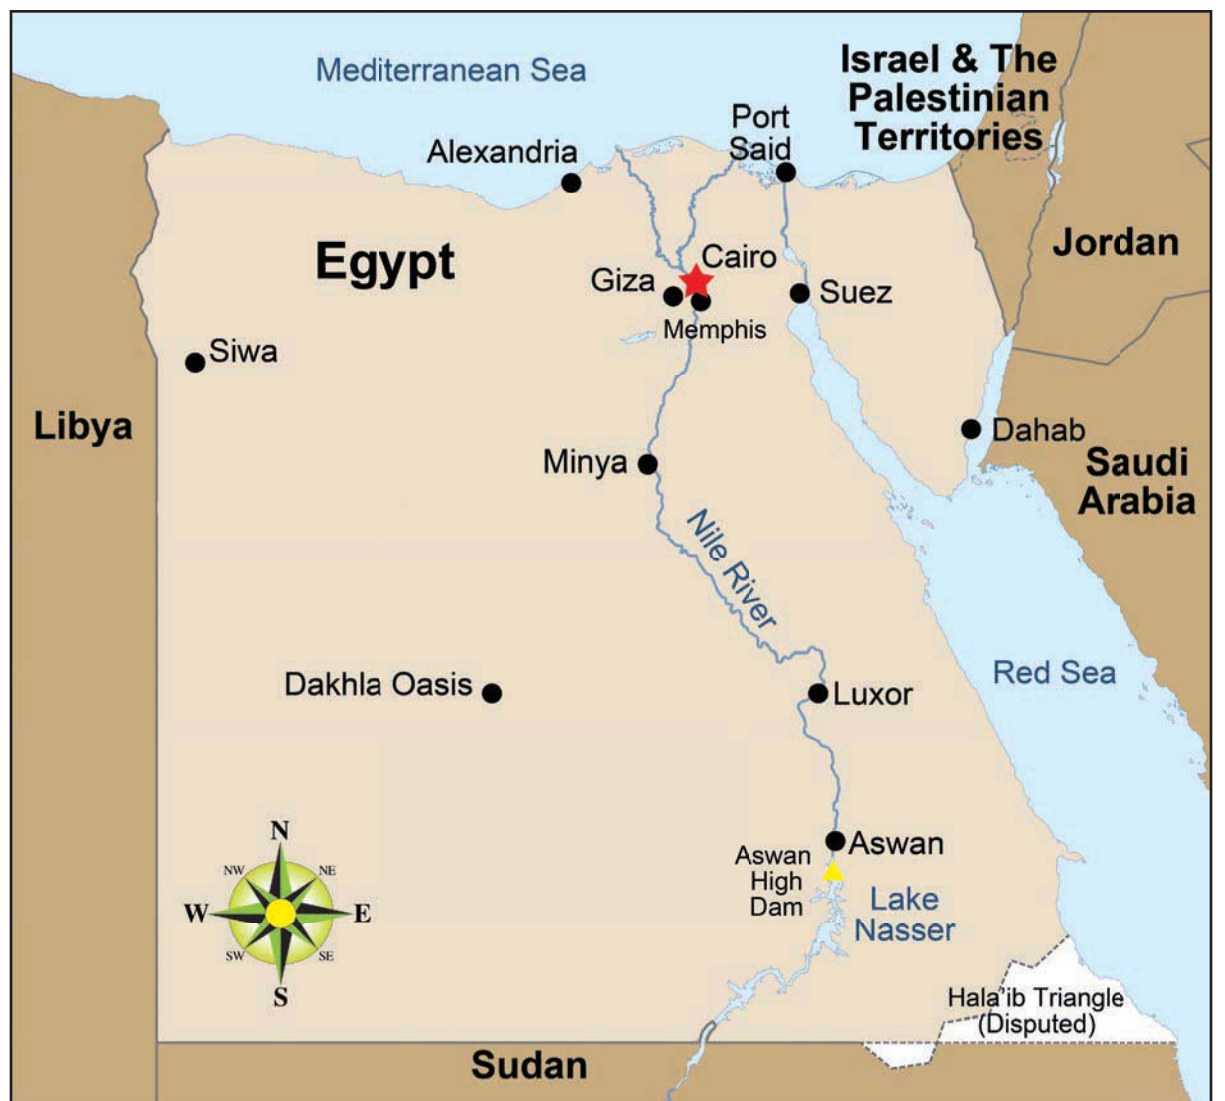 Mediterranean Sea
Israel & The
Palestinian
Territories
Port
Said
Alexandria
Jordan
Egypt
Cairo
Giza
Suez
Memphis
Siwa
Libya
Dahab
Minya
Saudi
Arabia
Nile River
Red Sea
Dakhla Oasis
Luxor
N
Aswan
Aswan
High
Dam
NW
NE
Lake
Nasser
W
E
SW
SE
S
Hala'ib Triangle
(Disputed)
Sudan